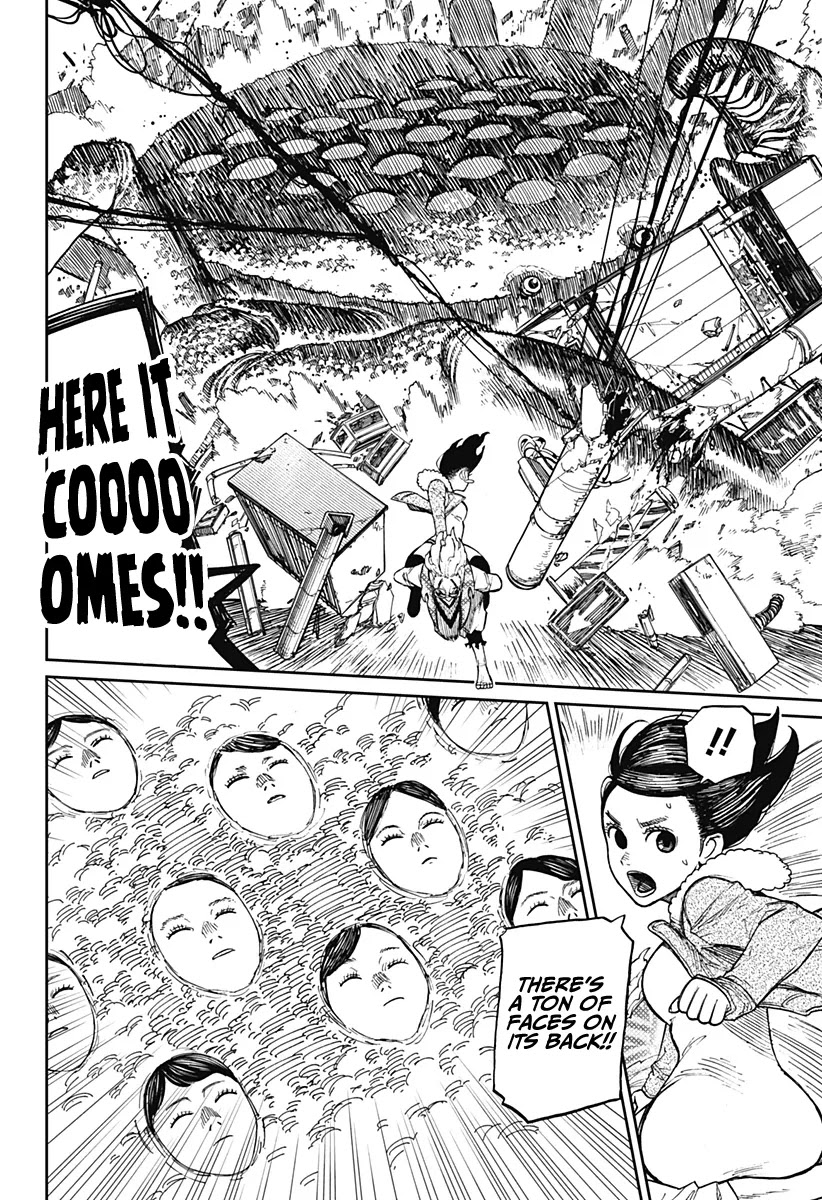 HERE IT
COOOO
OMES!!
!!
THERE'S
A TON OF
FACES ON
ITS BACK!!